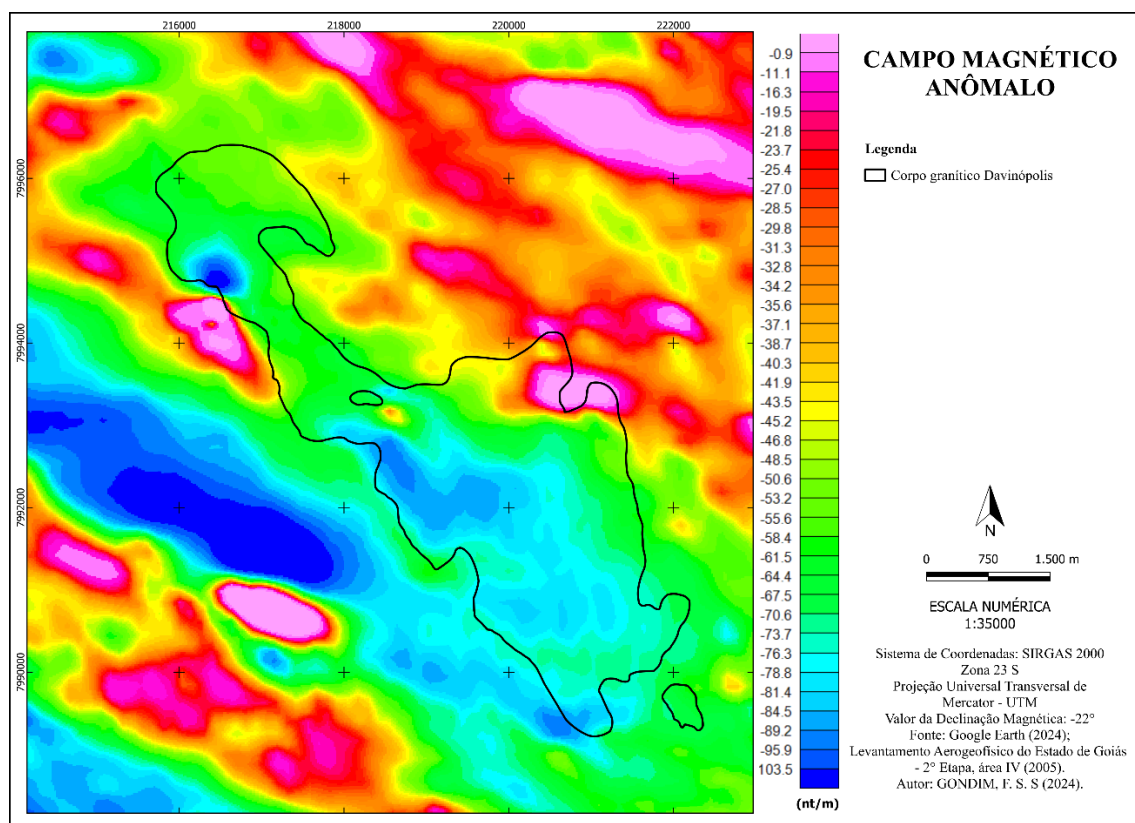 216000
218000
220000
222000
7996000
7994000
7992000
7990000
-0.9
-11.1
-16.3
-19.5
-21.8
-23.7
-25.4
-27.0
-28.5
-29.8
-31.3
-32.8
-34.2
-35.6
-37.1
-38.7
-40.3
-41.9
-43.5
-45.2
-46.8
-48.5
-50.6
-53.2
-55.6
-58.4
-61.5
-64.4
-67.5
-70.6
-73.7
-76.3
-78.8
-81.4
-84.5
-89.2
-95.9
103.5
(nt/m)
CAMPO MAGNÉTICO
ANÔMALO
Legenda
Corpo granítico Davinópolis
N
0 750 1.500 m
ESCALA NUMÉRICA
1:35000
Sistema de Coordenadas: SIRGAS 2000
Zona 23 S
Projeção Universal Transversal de
Mercator - UTM
Valor da Declinação Magnética: -22°
Fonte: Google Earth (2024);
Levantamento Aerogeofísico do Estado de Goiás
- 2° Etapa, área IV (2005).
Autor: GONDIM, F. S. S (2024).